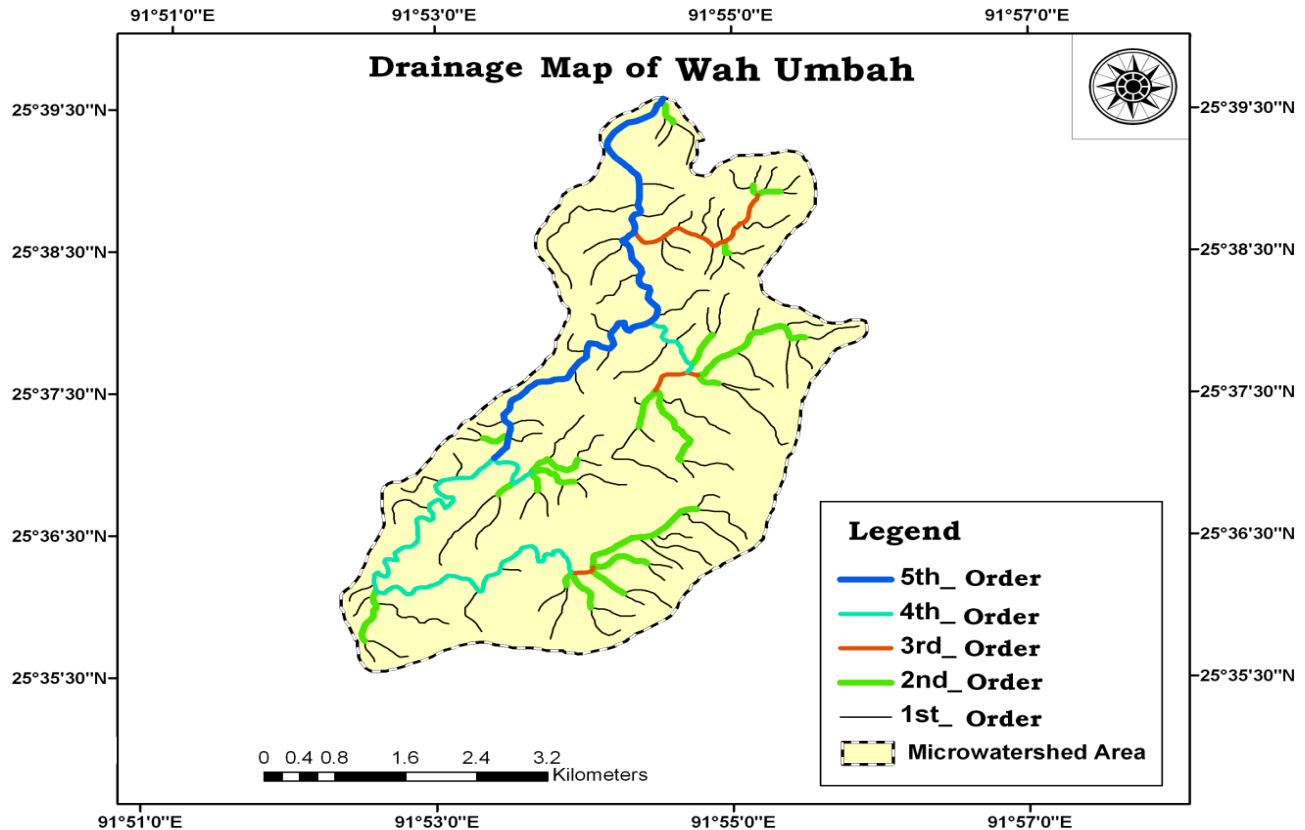 91°51'0"E 91°53'0"E 91°55'0"E 91°57'0"E
Drainage Map of Wah Umbah
25°39'30"N 25°39'30"N
25°38'30"N 25°38'30"N
25°37'30"N 25°37'30"N
25°36'30"N 25°36'30"N
25°35'30"N 25°35'30"N
Legend
5th_ Order
4th_ Order
3rd_ Order
2nd_ Order
1st_ Order
Microwatershed Area
0 0.4 0.8 1.6 2.4 3.2
Kilometers
91°51'0"E 91°53'0"E 91°55'0"E 91°57'0"E